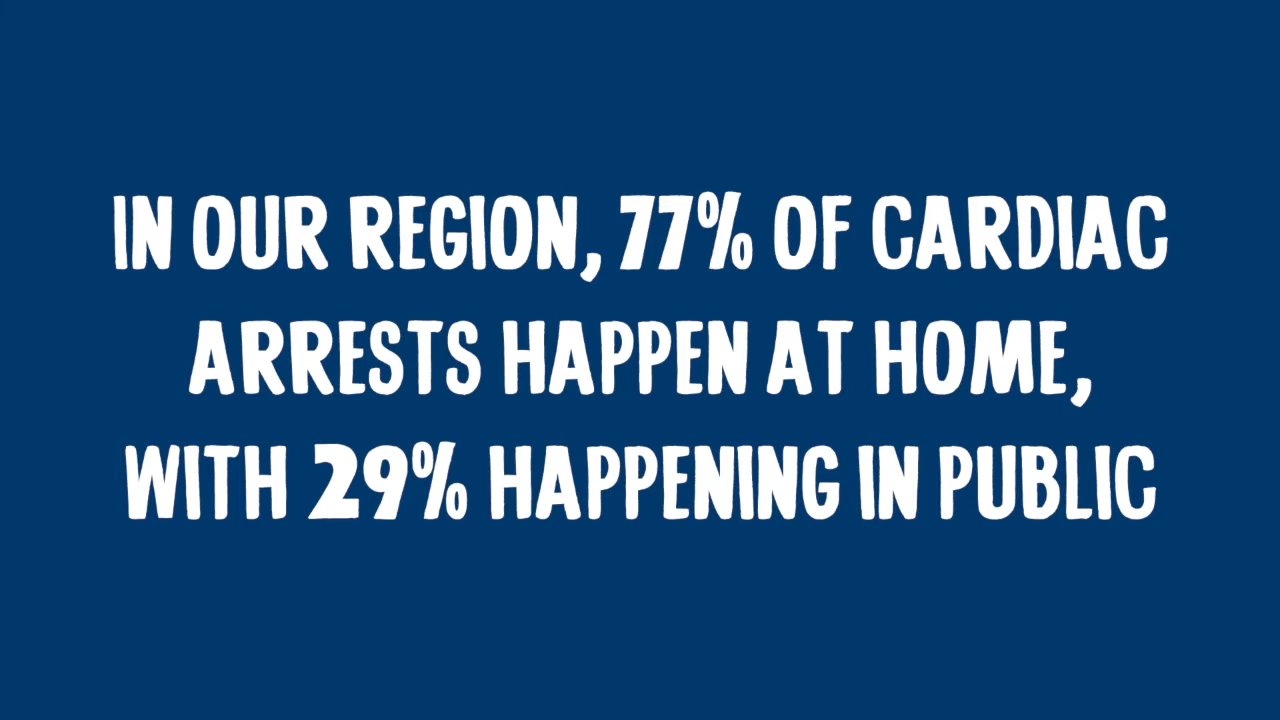 IN OUR REGION, 77% OF CARDIAC
ARRESTS HAPPEN AT HOME,
WITH 29% HAPPENING IN PUBLIC